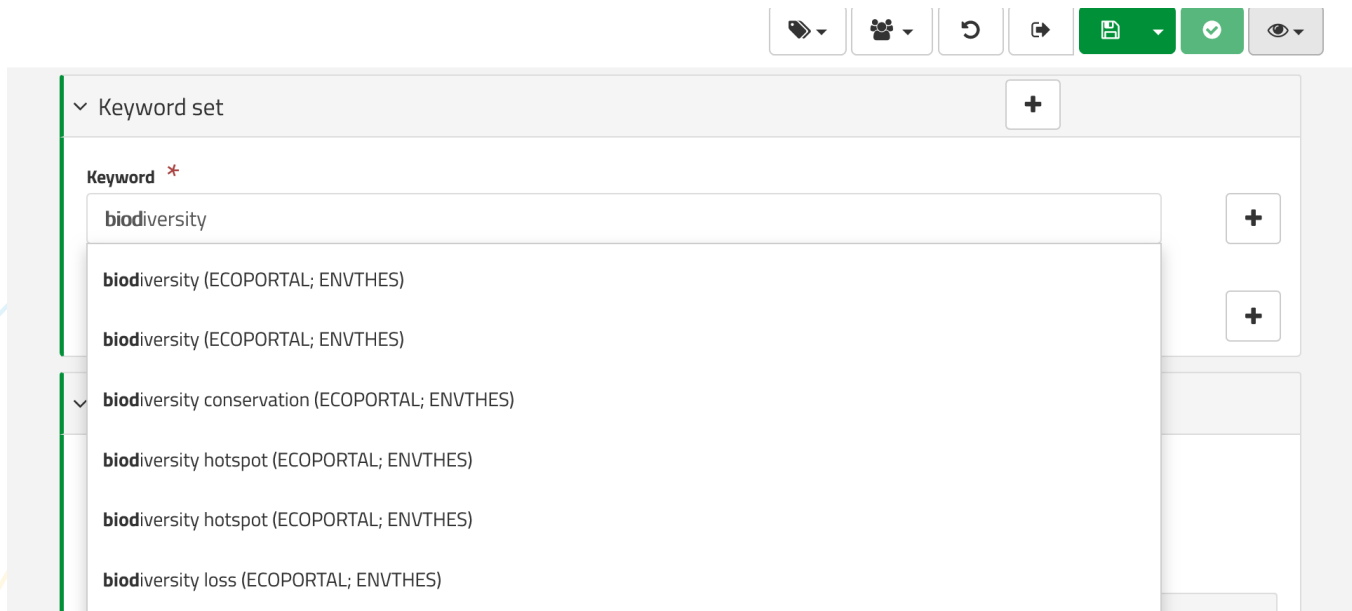 Keyword set
Keyword *
biodiversity
biodiversity (ECOPORTAL; ENVTHES)
biodiversity (ECOPORTAL; ENVTHES)
biodiversity conservation (ECOPORTAL; ENVTHES)
biodiversity hotspot (ECOPORTAL; ENVTHES)
biodiversity hotspot (ECOPORTAL; ENVTHES)
biodiversity loss (ECOPORTAL; ENVTHES)